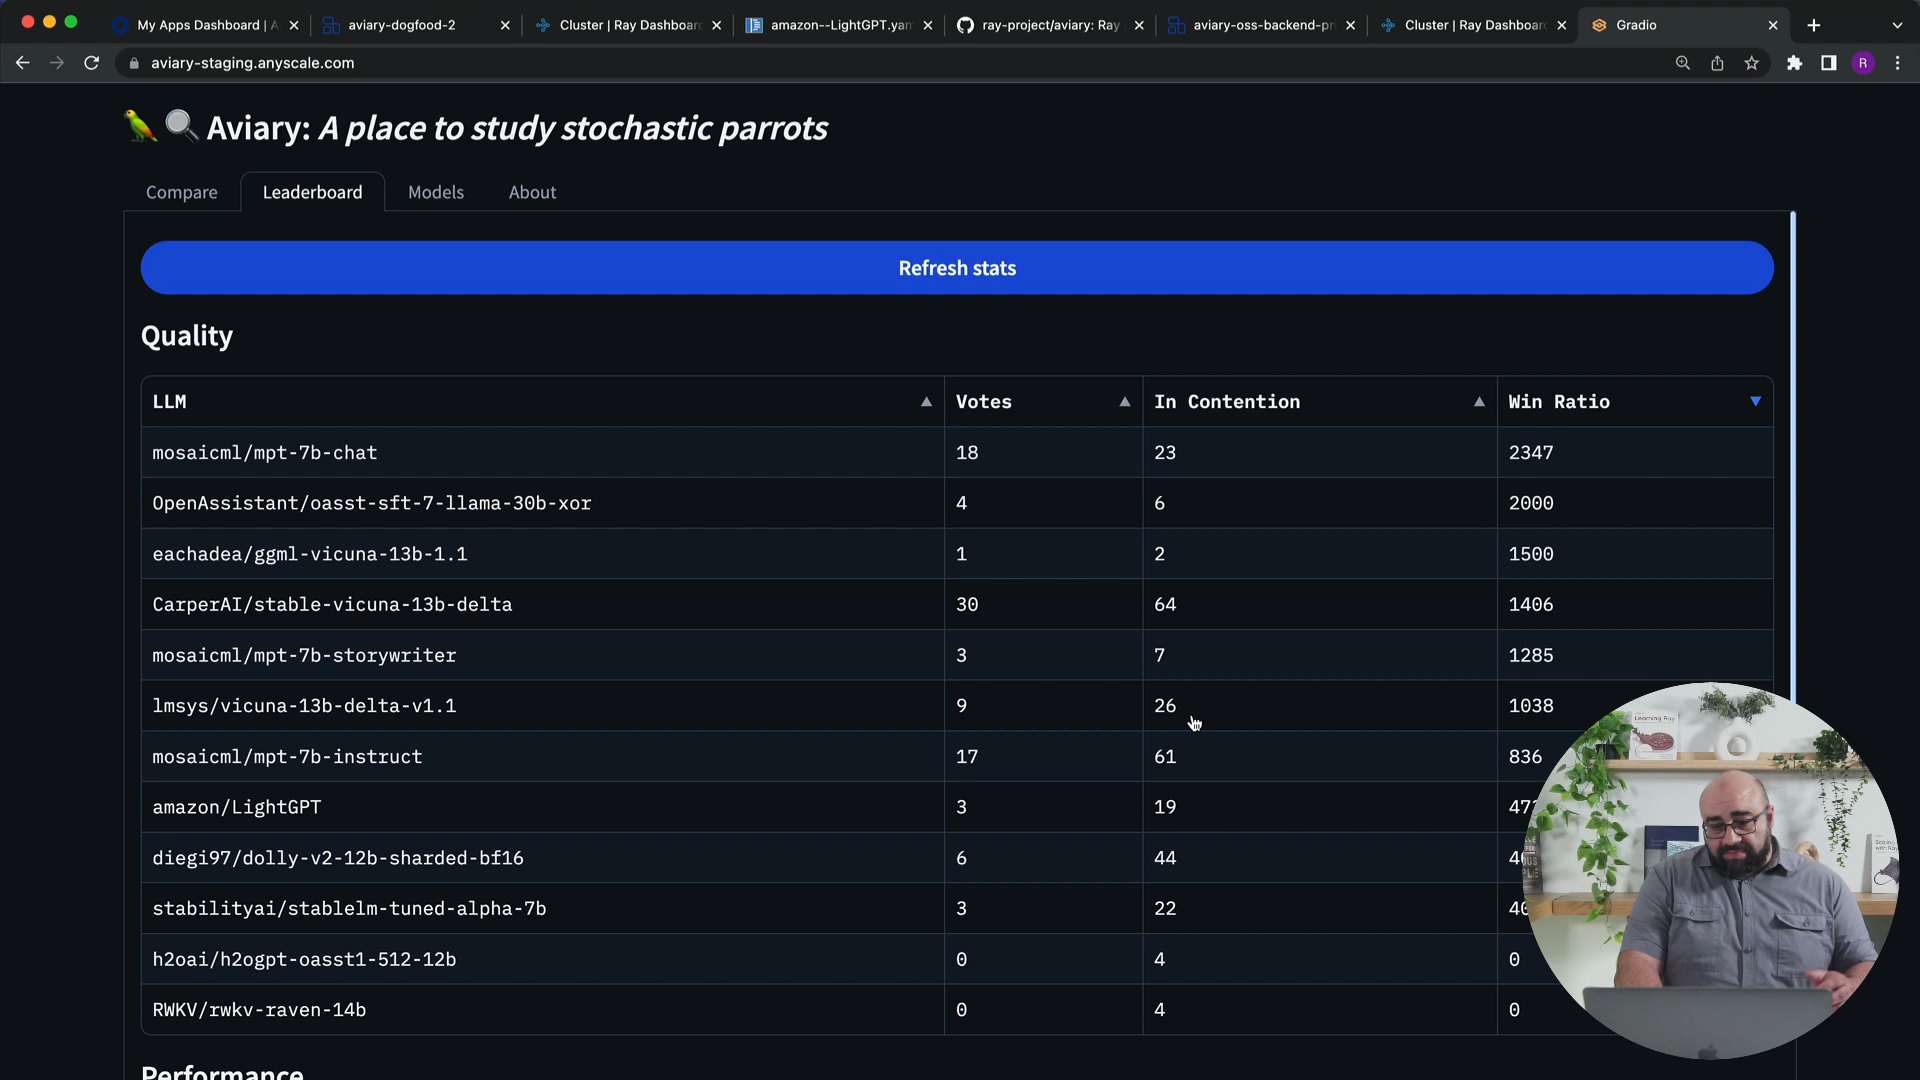 My Apps Dashboard | A
aviary-dogfood-2
Cluster | Ray Dashboard
amazon--LightGPT.yam
ray-project/aviary: Ray
aviary-oss-backend-pri
Cluster | Ray Dashboard
Gradio
aviary-staging.anyscale.com
R
Aviary: A place to study stochastic parrots
Compare
Leaderboard
Models
About
Refresh stats
Quality
LLM Votes In Contention Win Ratio
mosaicml/mpt-7b-chat 18 23 2347
OpenAssistant/oasst-sft-7-llama-30b-xor 4 6 2000
eachadea/ggml-vicuna-13b-1.1 1 2 1500
CarperAI/stable-vicuna-13b-delta 30 64 1406
mosaicml/mpt-7b-storywriter 3 7 1285
lmsys/vicuna-13b-delta-v1.1 9 26 1038
mosaicml/mpt-7b-instruct 17 61 836
amazon/LightGPT 3 19
diegi97/dolly-v2-12b-sharded-bf16 6 44
stabilityai/stablelm-tuned-alpha-7b 3 22
h2oai/h2ogpt-oasst1-512-12b 0 4 0
RWKV/rwkv-raven-14b 0 4 0
Performance
Learning Ray